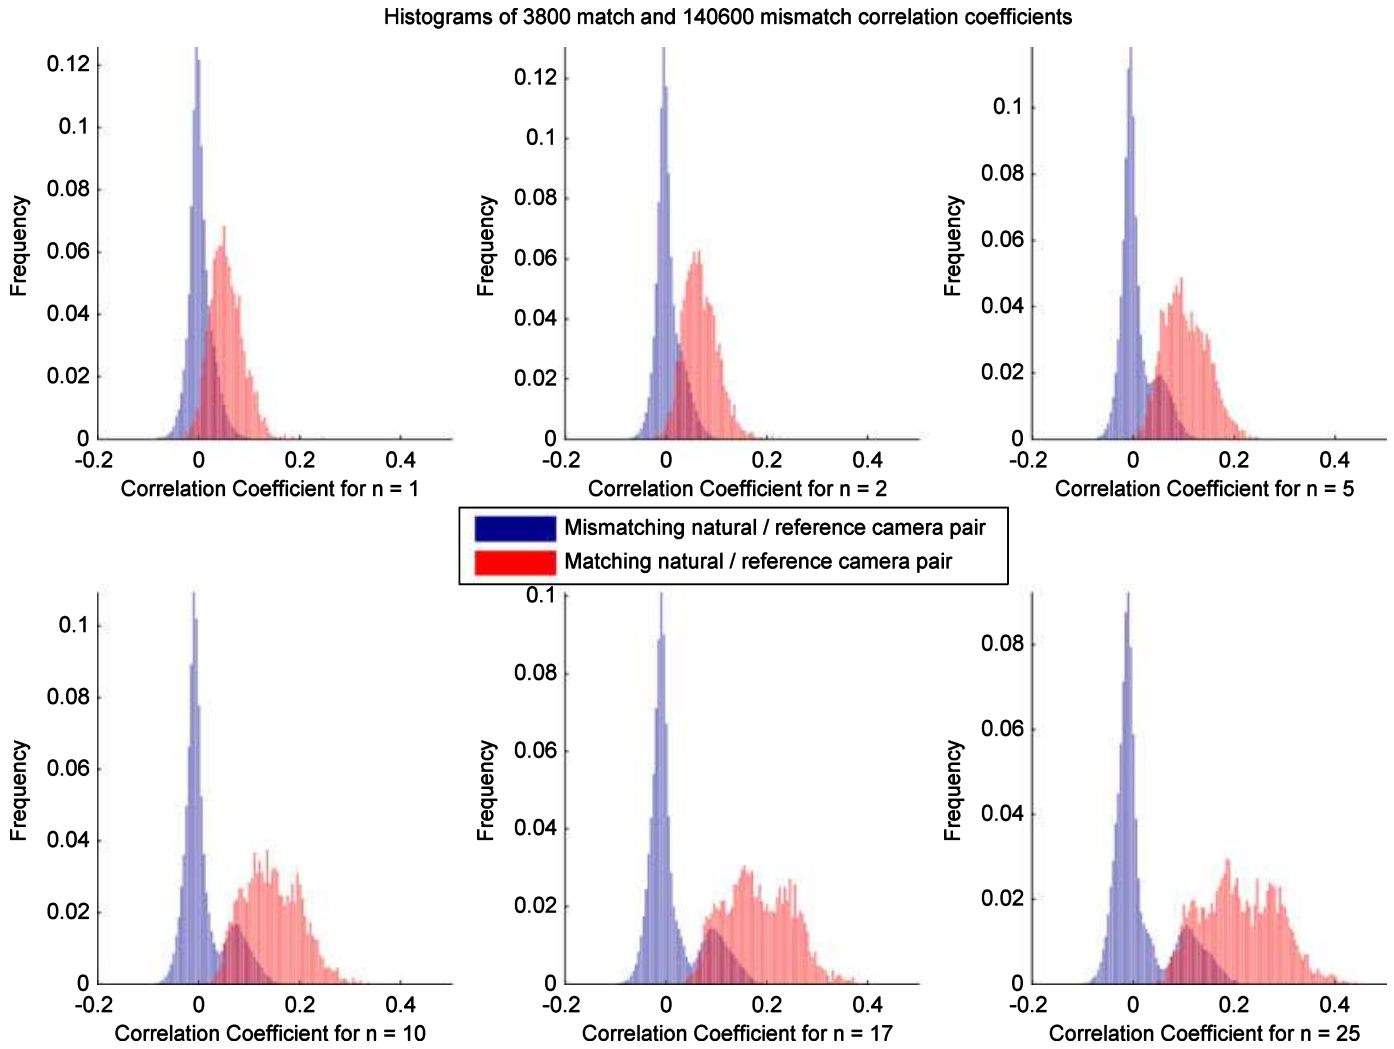 Histograms of 3800 match and 140600 mismatch correlation coefficients
0.12
0.1
0.08
0.06
0.04
0.02
0
Frequency
-0.2 0 0.2 0.4
Correlation Coefficient for n = 1
0.12
0.1
0.08
0.06
0.04
0.02
0
Frequency
-0.2 0 0.2 0.4
Correlation Coefficient for n = 2
0.1
0.08
0.06
0.04
0.02
0
Frequency
-0.2 0 0.2 0.4
Correlation Coefficient for n = 5
Mismatching natural / reference camera pair
Matching natural / reference camera pair
0.1
0.08
0.06
0.04
0.02
0
Frequency
-0.2 0 0.2 0.4
Correlation Coefficient for n = 10
0.1
0.08
0.06
0.04
0.02
0
Frequency
-0.2 0 0.2 0.4
Correlation Coefficient for n = 17
0.08
0.06
0.04
0.02
0
Frequency
-0.2 0 0.2 0.4
Correlation Coefficient for n = 25